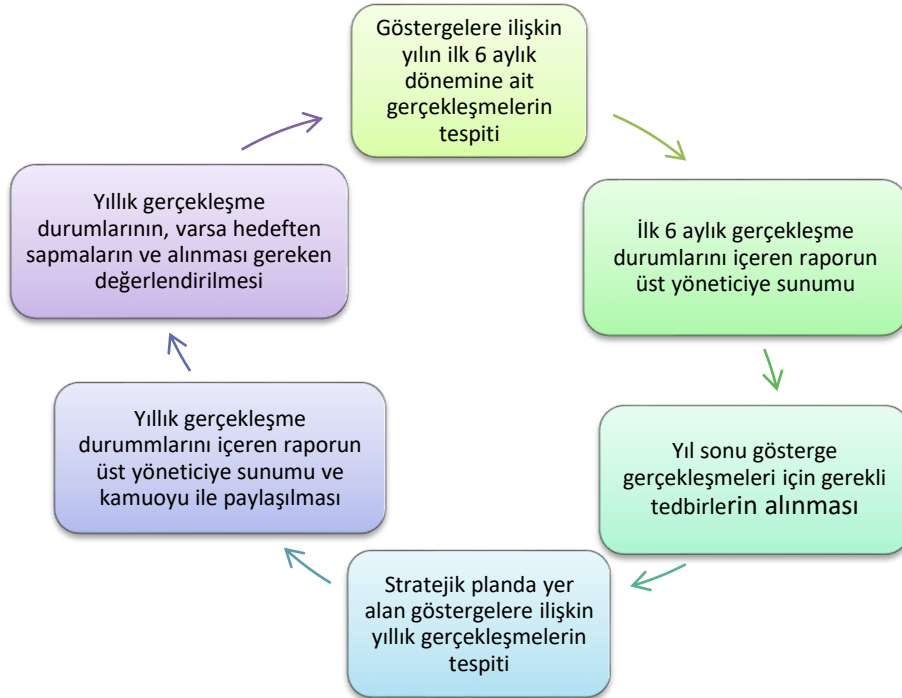 Göstergelere ilişkin
yılın ilk 6 aylık
dönemine ait
gerçekleşmelerin
tespiti
İlk 6 aylık gerçekleşme
durumlarını içeren raporun
üst yöneticiye sunumu
Yıl sonu gösterge
gerçekleşmeleri için gerekli
tedbirlerin alınması
Stratejik planda yer
alan göstergelere ilişkin
yıllık gerçekleşmelerin
tespiti
Yıllık gerçekleşme
durummlarını içeren raporun
üst yöneticiye sunumu ve
kamuoyu ile paylaşılması
Yıllık gerçekleşme
durumlarının, varsa hedeften
sapmaların ve alınması gereken
değerlendirilmesi